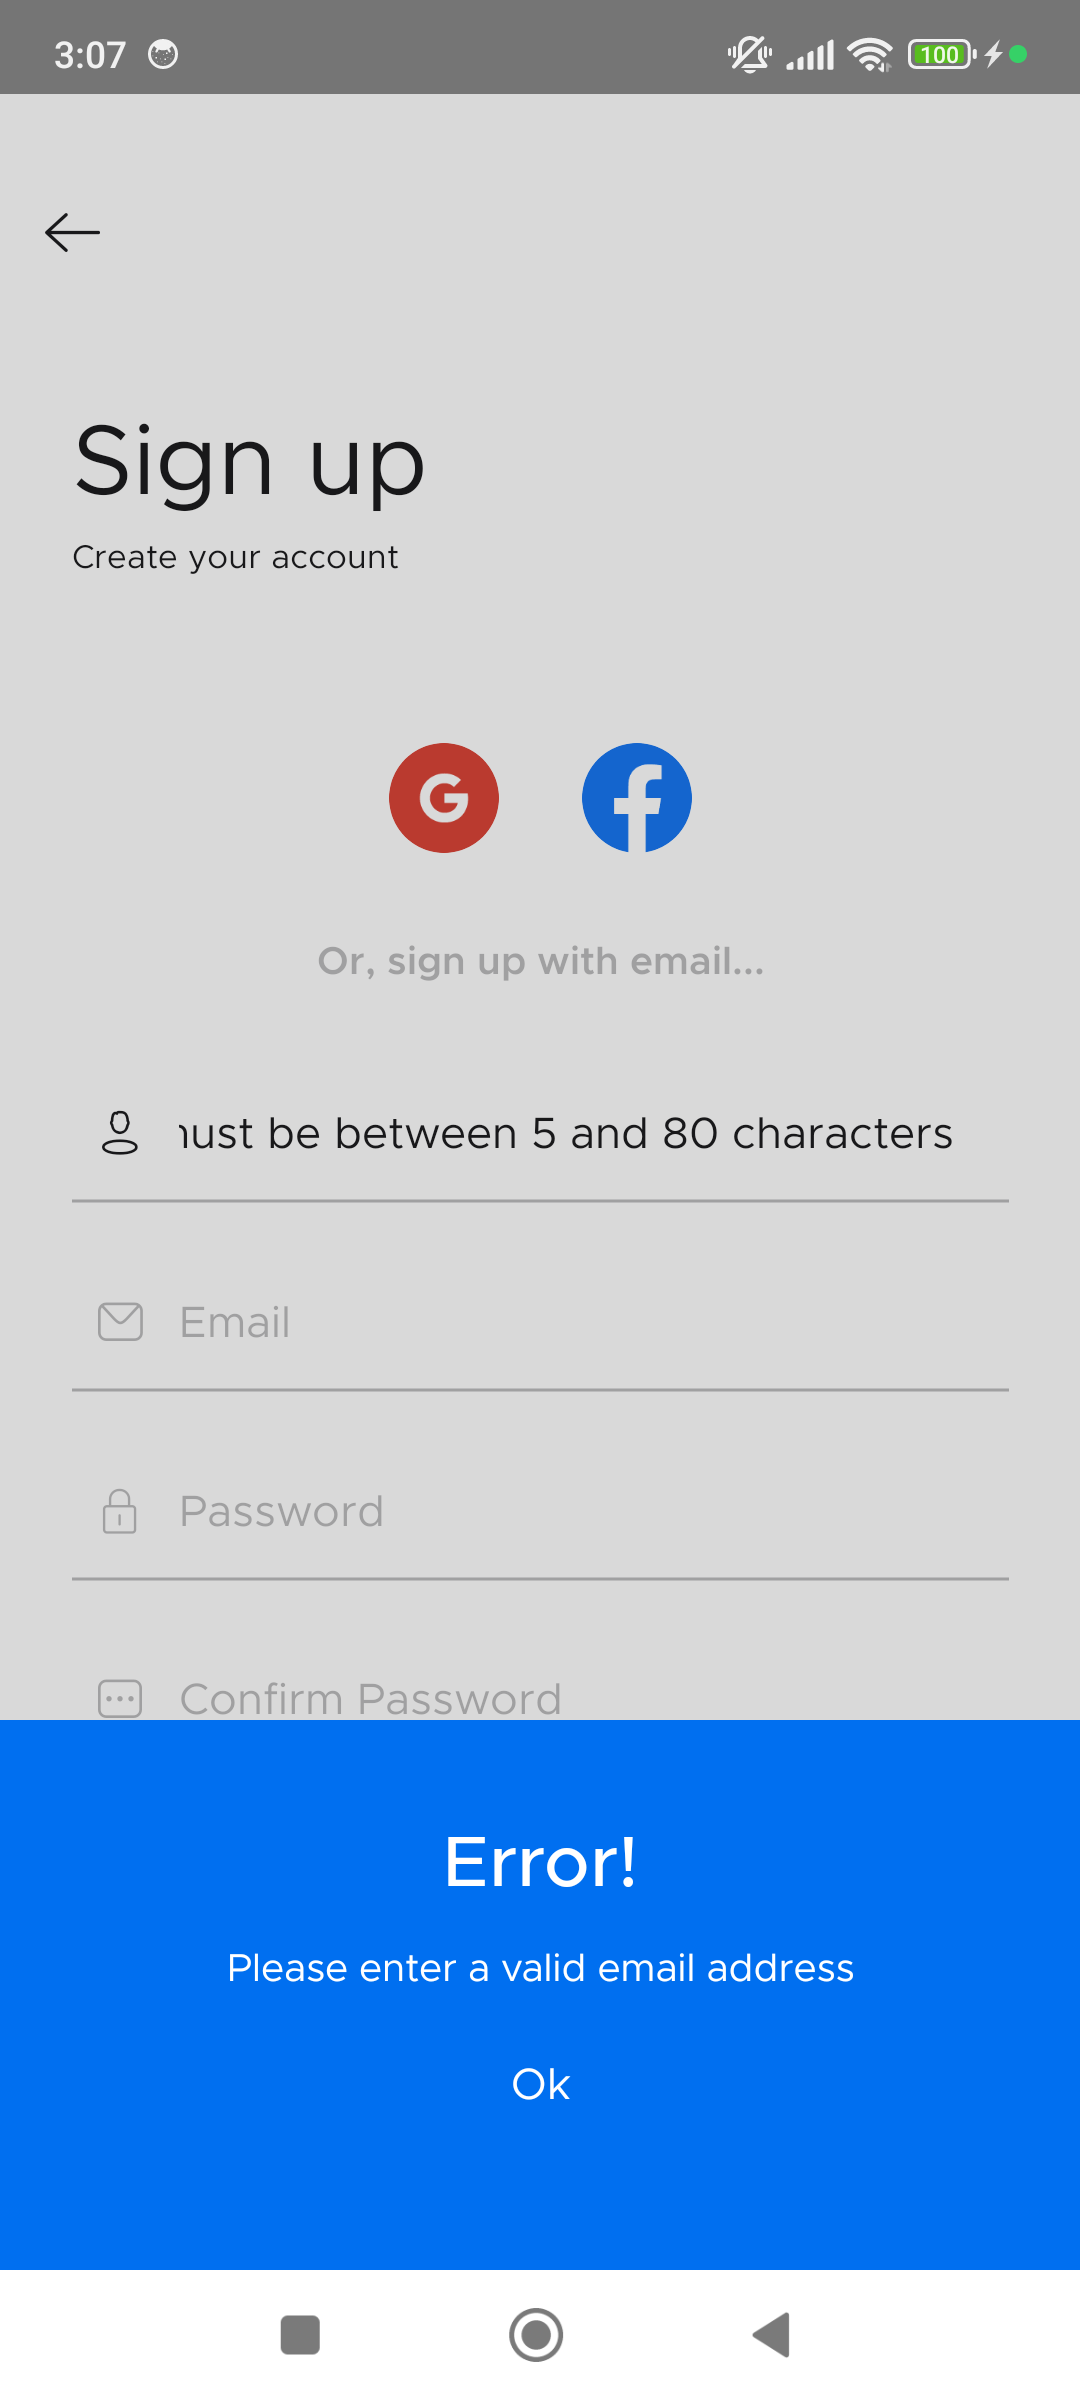 3:07
100
Sign up
Create your account
G f
Or, sign up with email...
be between 5 and 80 characters
Email
Password
Confirm Password
Error!
Please enter a valid email address
Ok